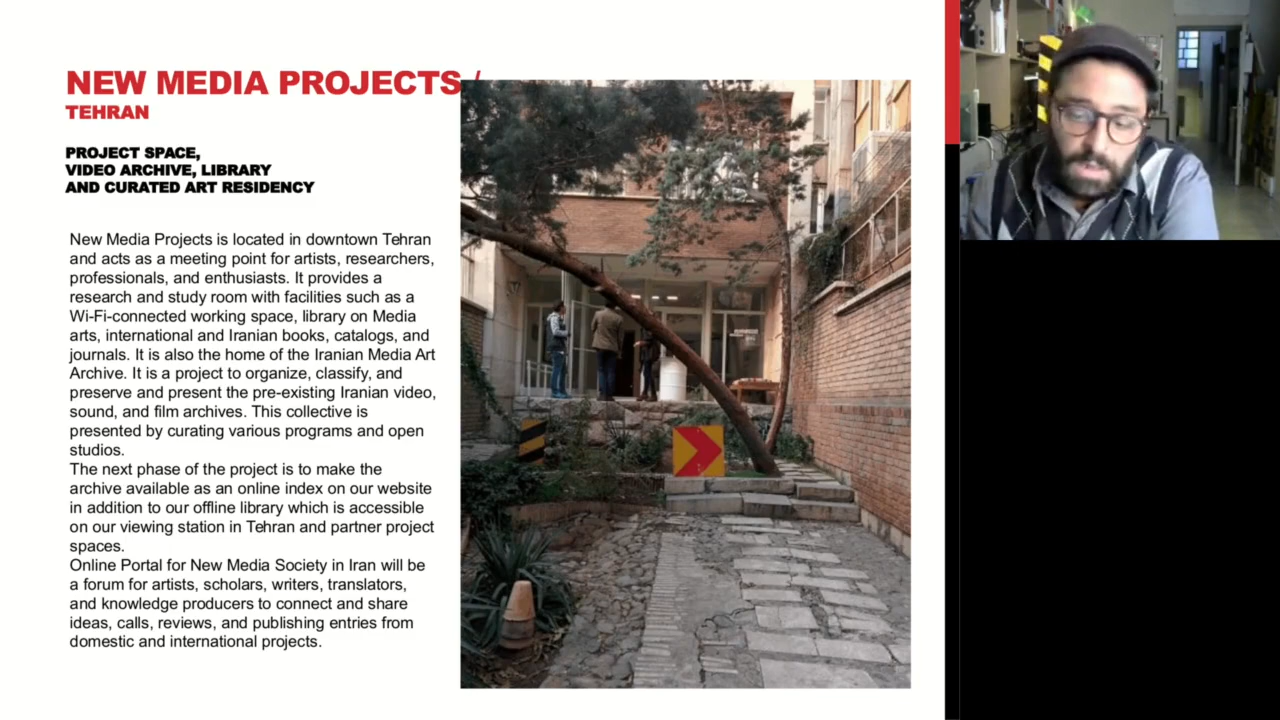 NEW MEDIA PROJECTS /
TEHRAN
PROJECT SPACE,
VIDEO ARCHIVE, LIBRARY
AND CURATED ART RESIDENCY
New Media Projects is located in downtown Tehran
and acts as a meeting point for artists, researchers,
professionals, and enthusiasts. It provides a
research and study room with facilities such as a
Wi-Fi-connected working space, library on Media
arts, international and Iranian books, catalogs, and
journals. It is also the home of the Iranian Media Art
Archive. It is a project to organize, classify, and
preserve and present the pre-existing Iranian video,
sound, and film archives. This collective is
presented by curating various programs and open
studios.
The next phase of the project is to make the
archive available as an online index on our website
in addition to our offline library which is accessible
on our viewing station in Tehran and partner project
spaces.
Online Portal for New Media Society in Iran will be
a forum for artists, scholars, writers, translators,
and knowledge producers to connect and share
ideas, calls, reviews, and publishing entries from
domestic and international projects.